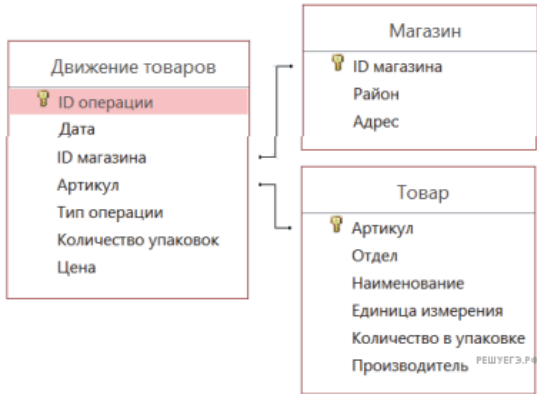 Движение товаров
ID операции
Дата
ID магазина
Артикул
Тип операции
Количество упаковок
Цена
Магазин
ID магазина
Район
Адрес
Товар
Артикул
Отдел
Наименование
Единица измерения
Количество в упаковке
Производитель
РЕШУЕГЭ.РФ